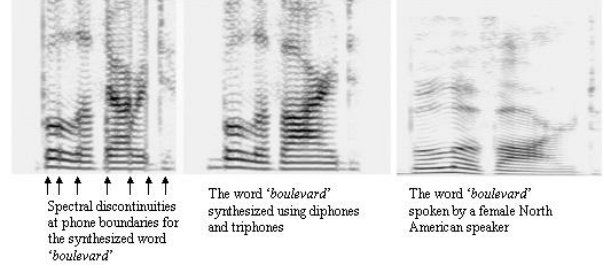 Spectral discontinuities
at phone boundaries for
the synthesized word
‘boulevard’
The word ‘boulevard’
synthesized using diphones
and triphones
The word ‘boulevard’
spoken by a female North
American speaker